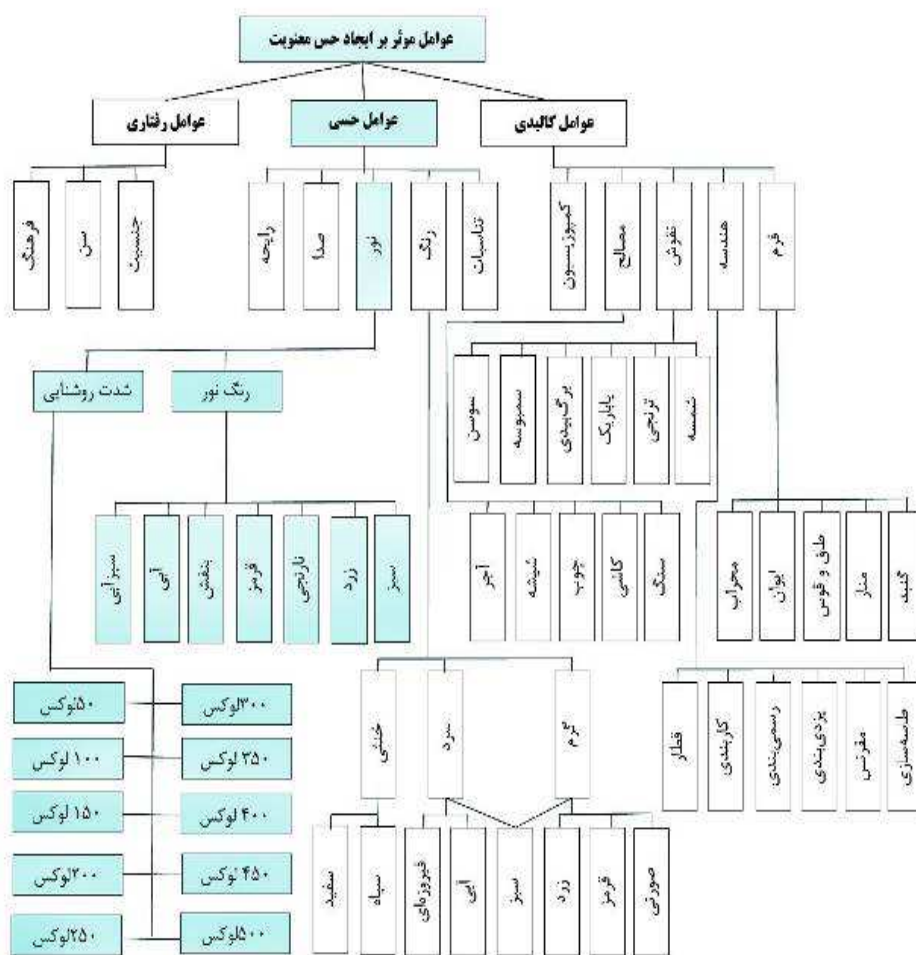 عوامل موثر بر ایجاد حس معنویت
عوامل کالبدی
عوامل حسی
عوامل رفتاری
فرم
هندسه
نقوش
مصالح
کمپوزیسیون
تناسبات
رنگ
نور
صدا
رایحه
جنسیت
سن
فرهنگ
رنگ نور
شدت روشنایی
شمسه
ترنجی
پاباریک
برگ‌بیدی
سمبوسه
سوسن
سبز
زرد
نارنجی
قرمز
بنفش
آبی
سبزآبی
سنگ
کاشی
چوب
شیشه
آجر
گنبد
منار
طاق و قوس
ایوان
محراب
گرم
سرد
خنثی
طاسه‌سازی
مقرنس
یزدی‌بندی
رسمی‌بندی
کاربندی
قطار
صورتی
قرمز
زرد
سبز
آبی
فیروزه‌ای
سیاه
سفید
۳۰۰لوکس
۵۰لوکس
۳۵۰ لوکس
۱۰۰ لوکس
۴۰۰ لوکس
۱۵۰ لوکس
۴۵۰ لوکس
۲۰۰لوکس
۵۰۰لوکس
۲۵۰لوکس